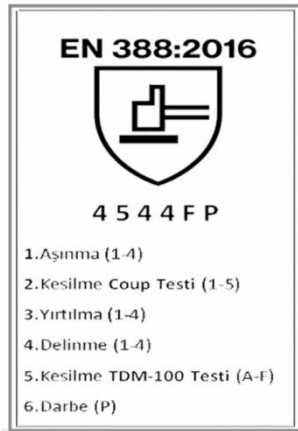 EN 388:2016
4 5 4 4 F P
1.Aşınma (1-4)
2.Kesilme Coup Testi (1-5)
3.Yırtılma (1-4)
4.Delinme (1-4)
5.Kesilme TDM-100 Testi (A-F)
6.Darbe (P)